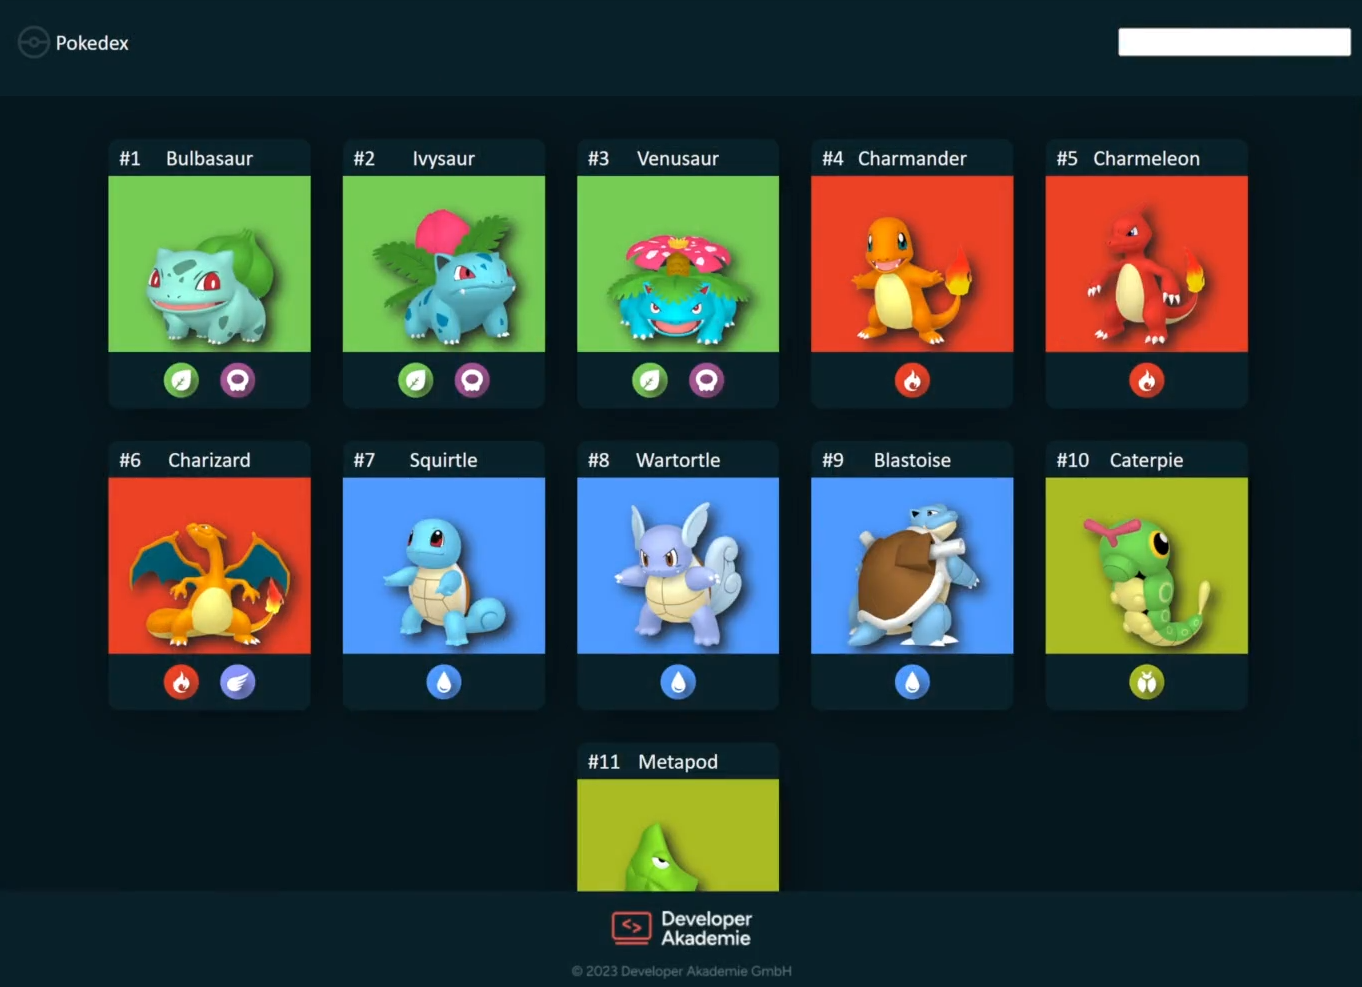 Pokedex
#1 Bulbasaur
#2 Ivysaur
#3 Venusaur
#4 Charmander
#5 Charmeleon
#6 Charizard
#7 Squirtle
#8 Wartortle
#9 Blastoise
#10 Caterpie
#11 Metapod
<> Developer
Akademie
© 2023 Developer Akademie GmbH